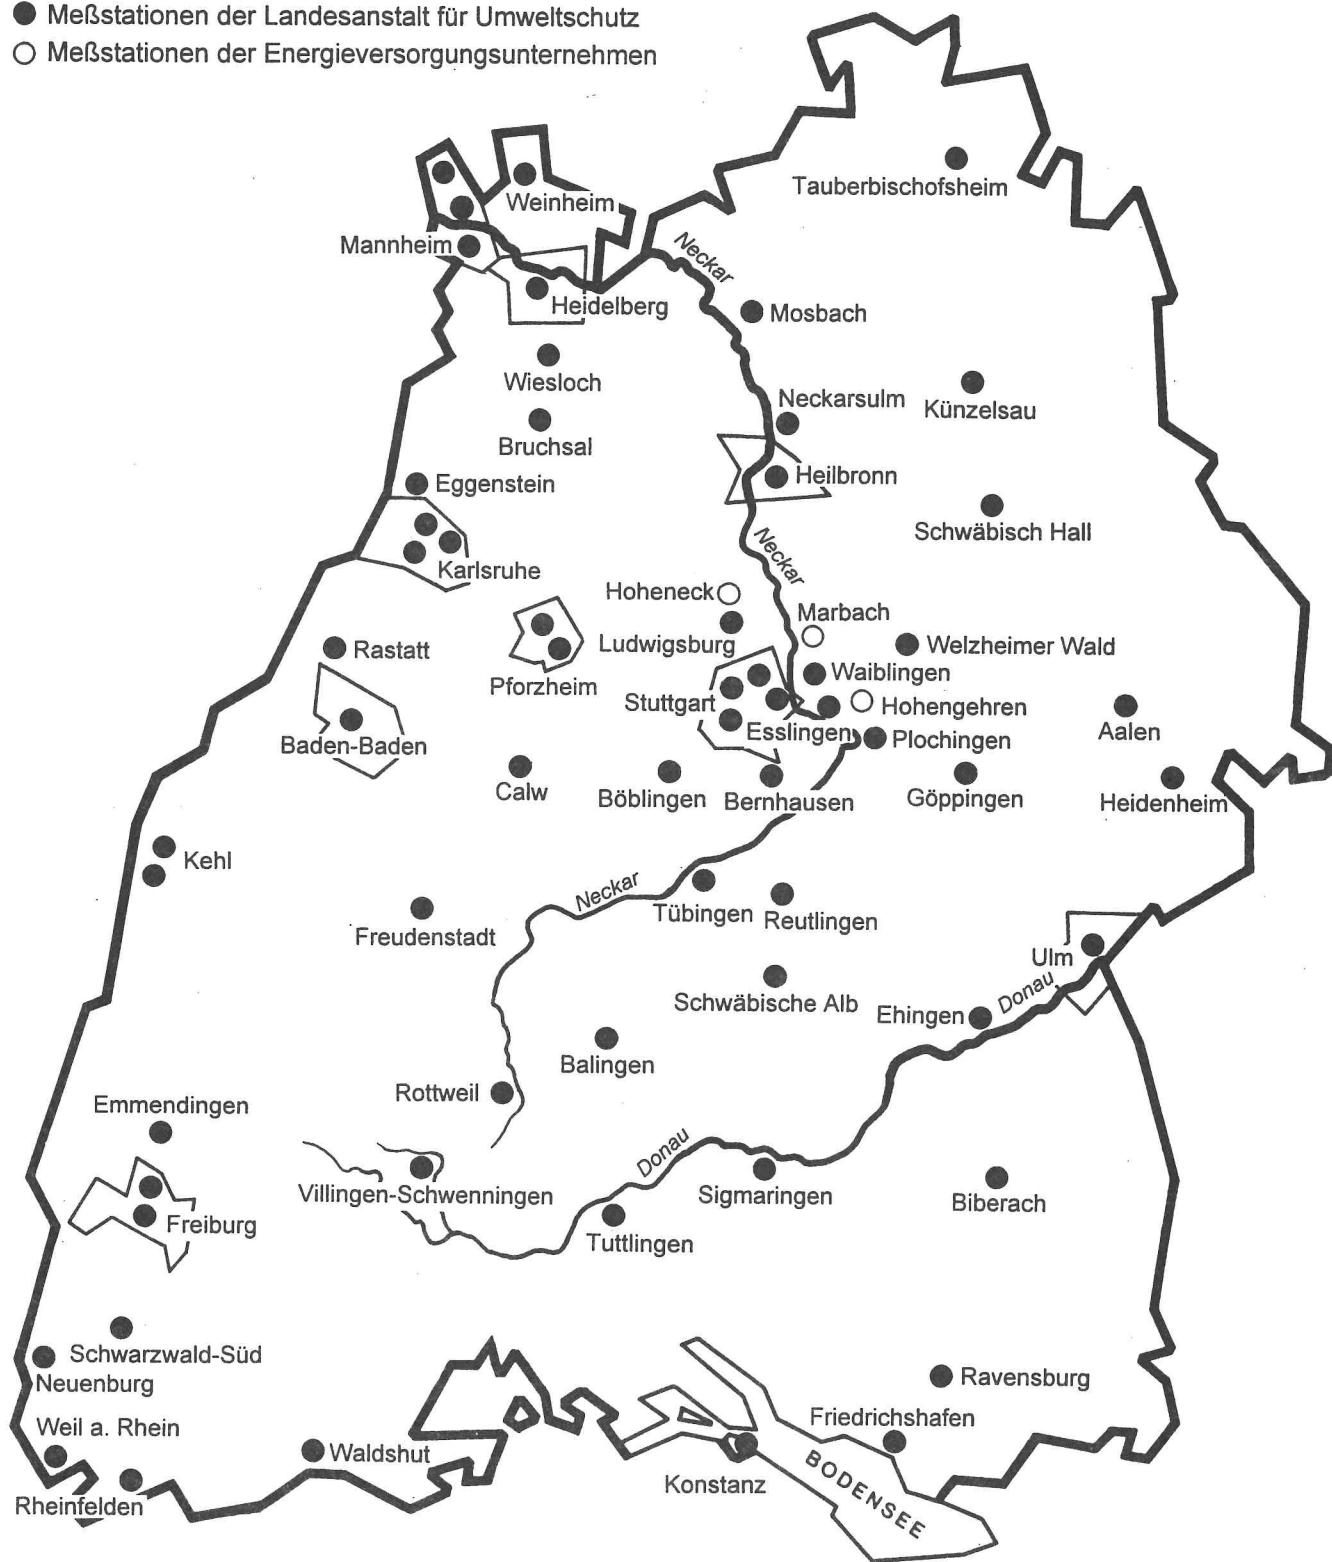 Meßstationen der Landesanstalt für Umweltschutz
Meßstationen der Energieversorgungsunternehmen
Tauberbischofsheim
Weinheim
Mannheim
Neckar
Heidelberg
Mosbach
Wiesloch
Neckarsulm
Künzelsau
Bruchsal
Heilbronn
Eggenstein
Schwäbisch Hall
Neckar
Karlsruhe
Hoheneck
Marbach
Ludwigsburg
Welzheimer Wald
Rastatt
Waiblingen
Pforzheim
Stuttgart
Hohengehren
Esslingen
Aalen
Plochingen
Baden-Baden
Calw
Böblingen
Bernhausen
Göppingen
Heidenheim
Kehl
Neckar
Tübingen
Reutlingen
Freudenstadt
Ulm
Donau
Schwäbische Alb
Ehingen
Balingen
Rottweil
Emmendingen
Donau
Villingen-Schwenningen
Sigmaringen
Biberach
Freiburg
Tuttlingen
Schwarzwald-Süd
Neuenburg
Ravensburg
Friedrichshafen
Weil a. Rhein
Waldshut
Konstanz
BODENSEE
Rheinfelden